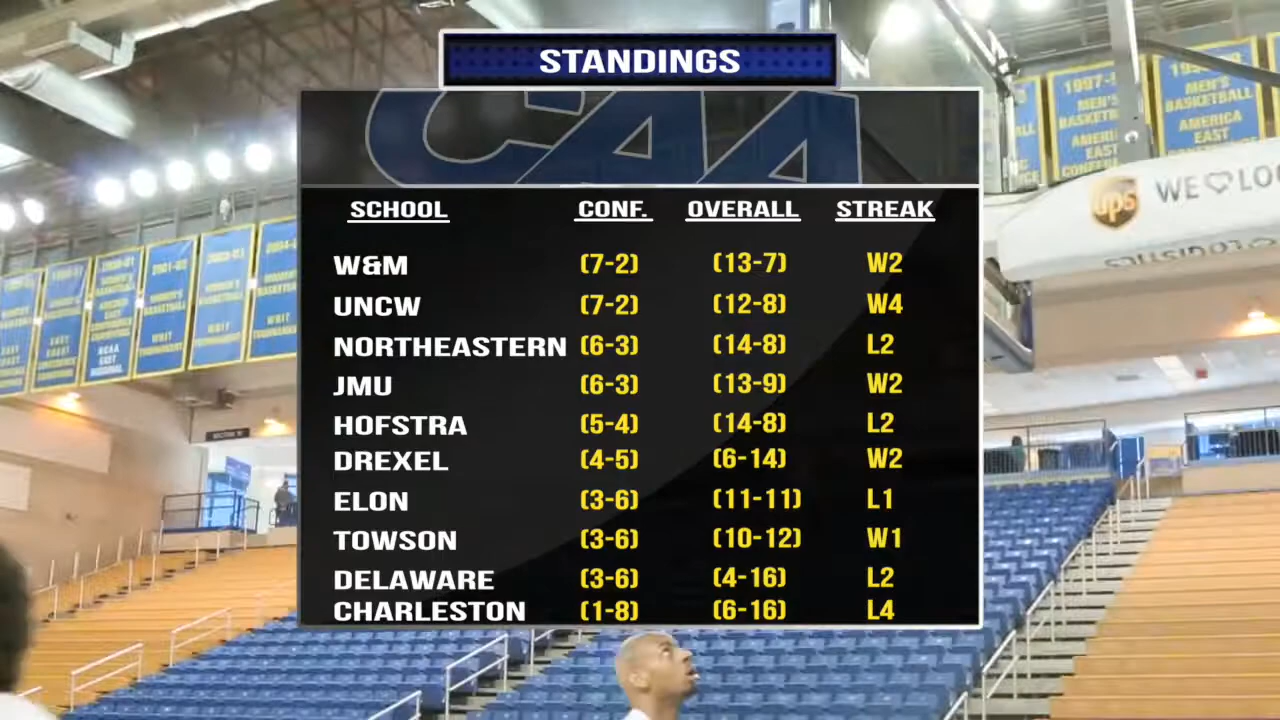 STANDINGS
CAA
SCHOOL CONF. OVERALL STREAK
W&M (7-2) (13-7) W2
UNCW (7-2) (12-8) W4
NORTHEASTERN (6-3) (14-8) L2
JMU (6-3) (13-9) W2
HOFSTRA (5-4) (14-8) L2
DREXEL (4-5) (6-14) W2
ELON (3-6) (11-11) L1
TOWSON (3-6) (10-12) W1
DELAWARE (3-6) (4-16) L2
CHARLESTON (1-8) (6-16) L4
MEN'S
BASKETBALL
AMERICA
EAST
ups
WE